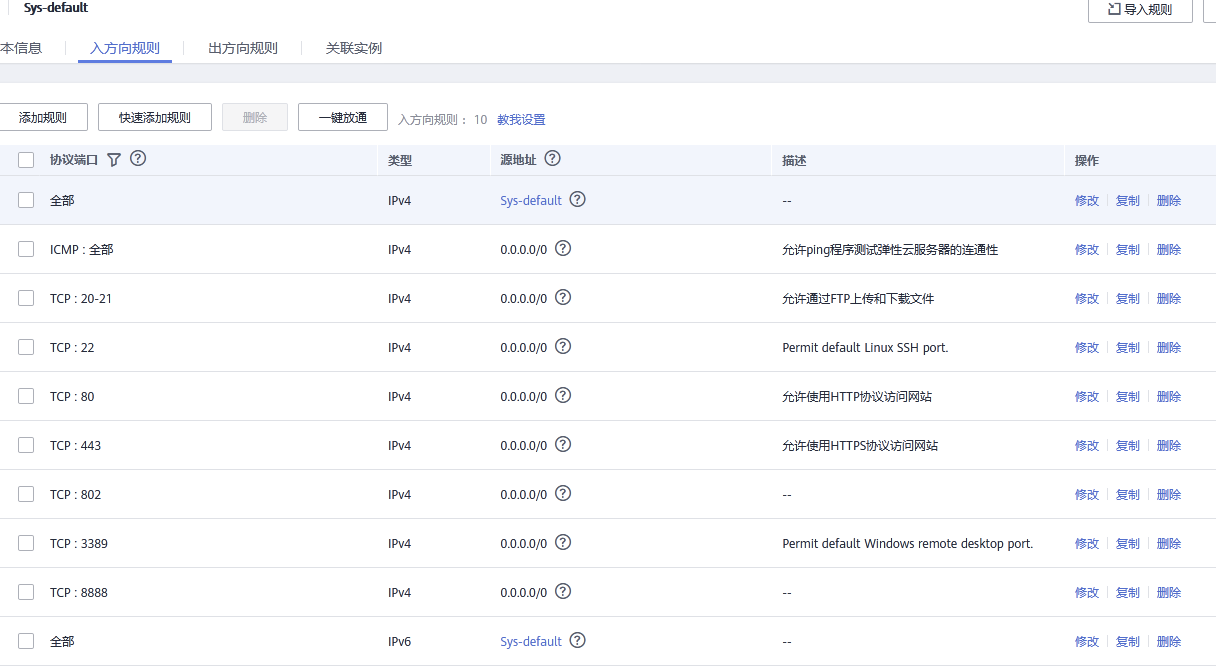 Sys-default
导入规则
本信息 入方向规则 出方向规则 关联实例
添加规则 快速添加规则 删除 一键放通 入方向规则： 10 教我设置
协议端口 类型 源地址 描述 操作
全部 IPv4 Sys-default -- 修改 复制 删除
ICMP : 全部 IPv4 0.0.0.0/0 允许ping程序测试弹性云服务器的连通性 修改 复制 删除
TCP : 20-21 IPv4 0.0.0.0/0 允许通过FTP上传和下载文件 修改 复制 删除
TCP : 22 IPv4 0.0.0.0/0 Permit default Linux SSH port. 修改 复制 删除
TCP : 80 IPv4 0.0.0.0/0 允许使用HTTP协议访问网站 修改 复制 删除
TCP : 443 IPv4 0.0.0.0/0 允许使用HTTPS协议访问网站 修改 复制 删除
TCP : 802 IPv4 0.0.0.0/0 -- 修改 复制 删除
TCP : 3389 IPv4 0.0.0.0/0 Permit default Windows remote desktop port. 修改 复制 删除
TCP : 8888 IPv4 0.0.0.0/0 -- 修改 复制 删除
全部 IPv6 Sys-default -- 修改 复制 删除